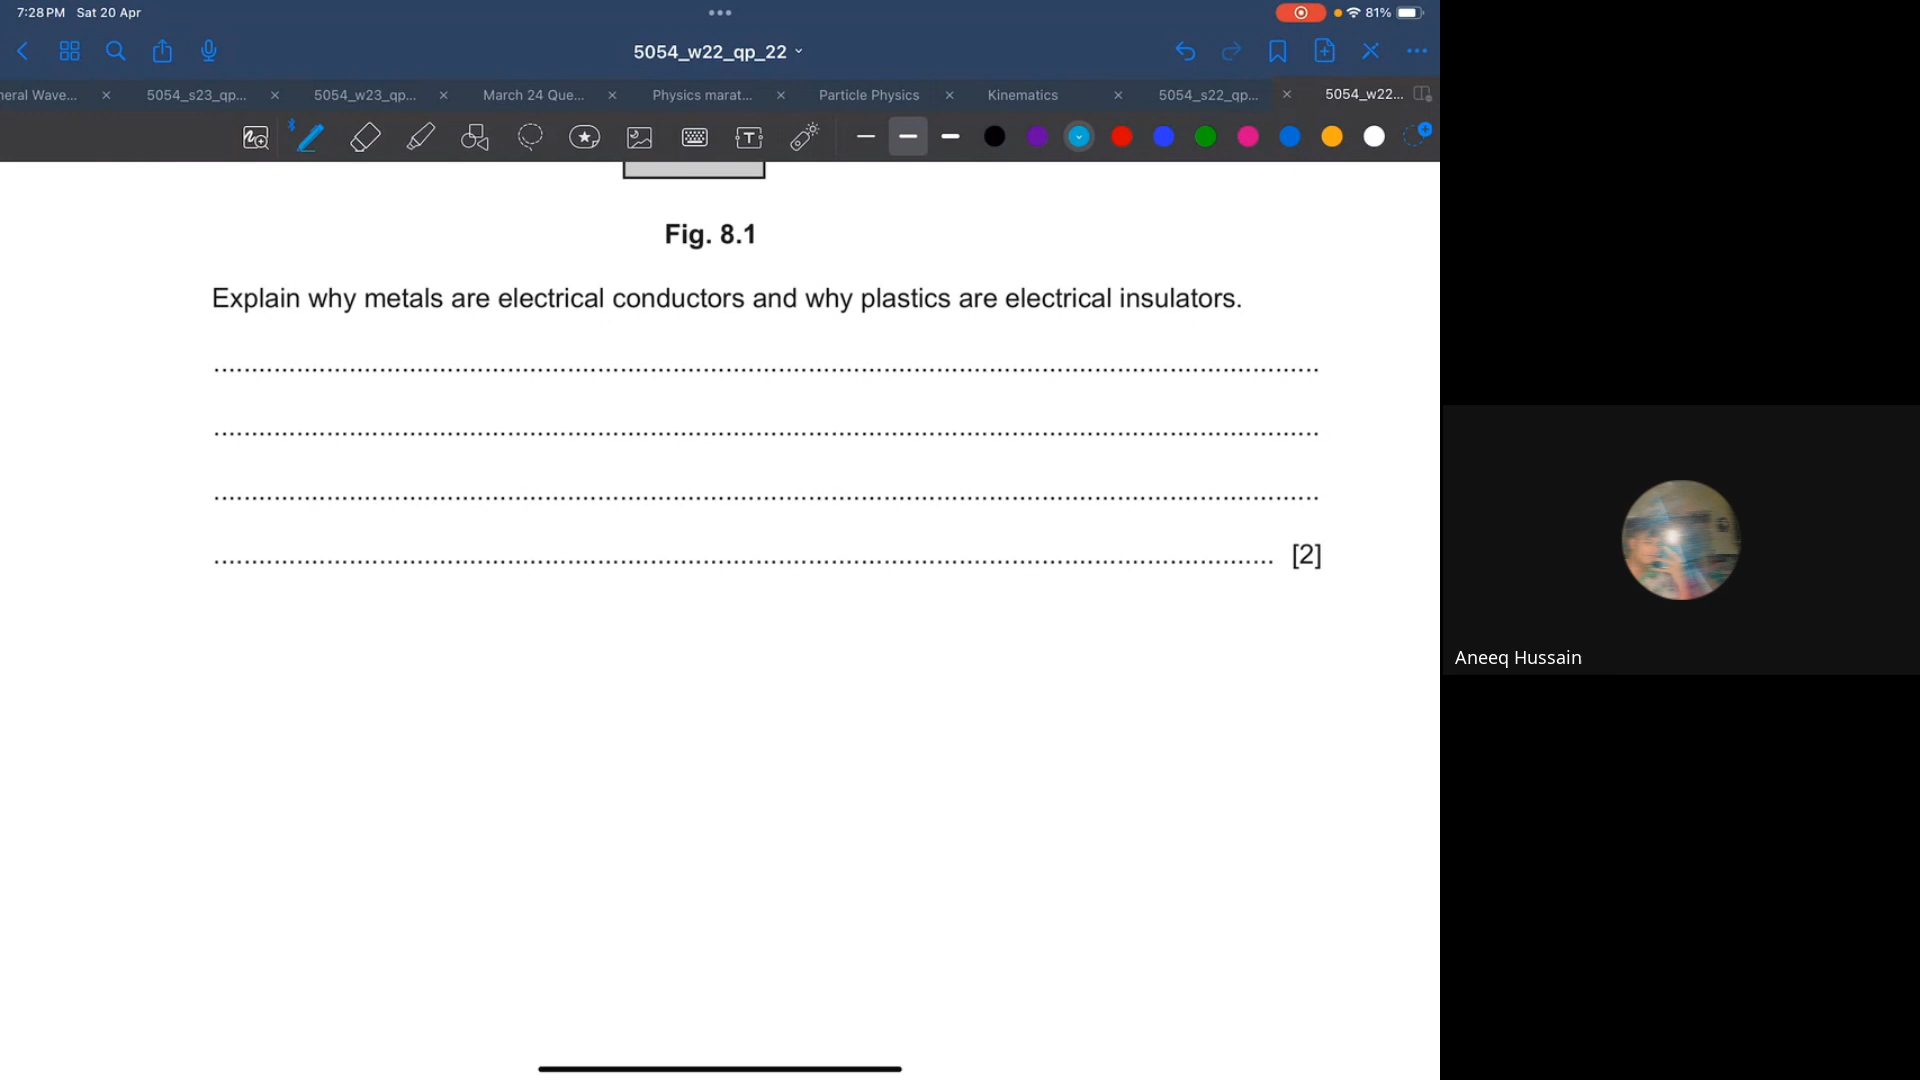 7:28 PM Sat 20 Apr
81%
5054_w22_qp_22
neral Wave...
5054_s23_qp...
5054_w23_qp...
March 24 Que...
Physics marat...
Particle Physics
Kinematics
5054_s22_qp...
5054_w22...
T
Fig. 8.1
Explain why metals are electrical conductors and why plastics are electrical insulators.
[2]
Aneeq Hussain